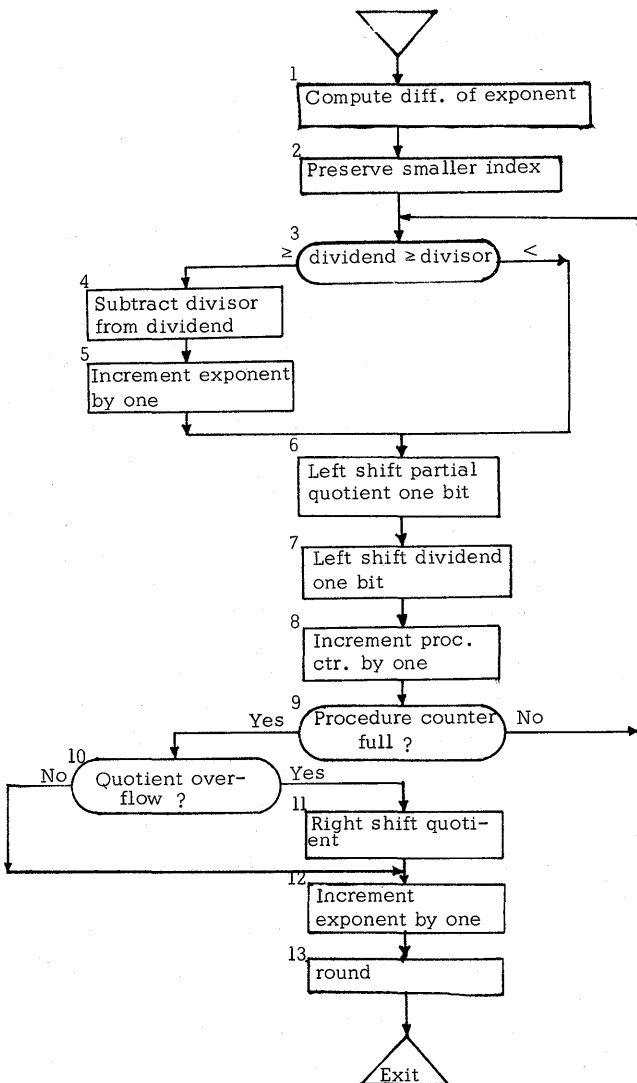 1
Compute diff. of exponent
2
Preserve smaller index
3
≥ dividend ≥ divisor <
4
Subtract divisor
from dividend
5
Increment exponent
by one
6
Left shift partial
quotient one bit
7
Left shift dividend
one bit
8
Increment proc.
ctr. by one
9
Yes Procedure counter No
full ?
10
No Quotient over- Yes
flow ?
11
Right shift quoti-
ent
12
Increment
exponent by one
13
round
Exit